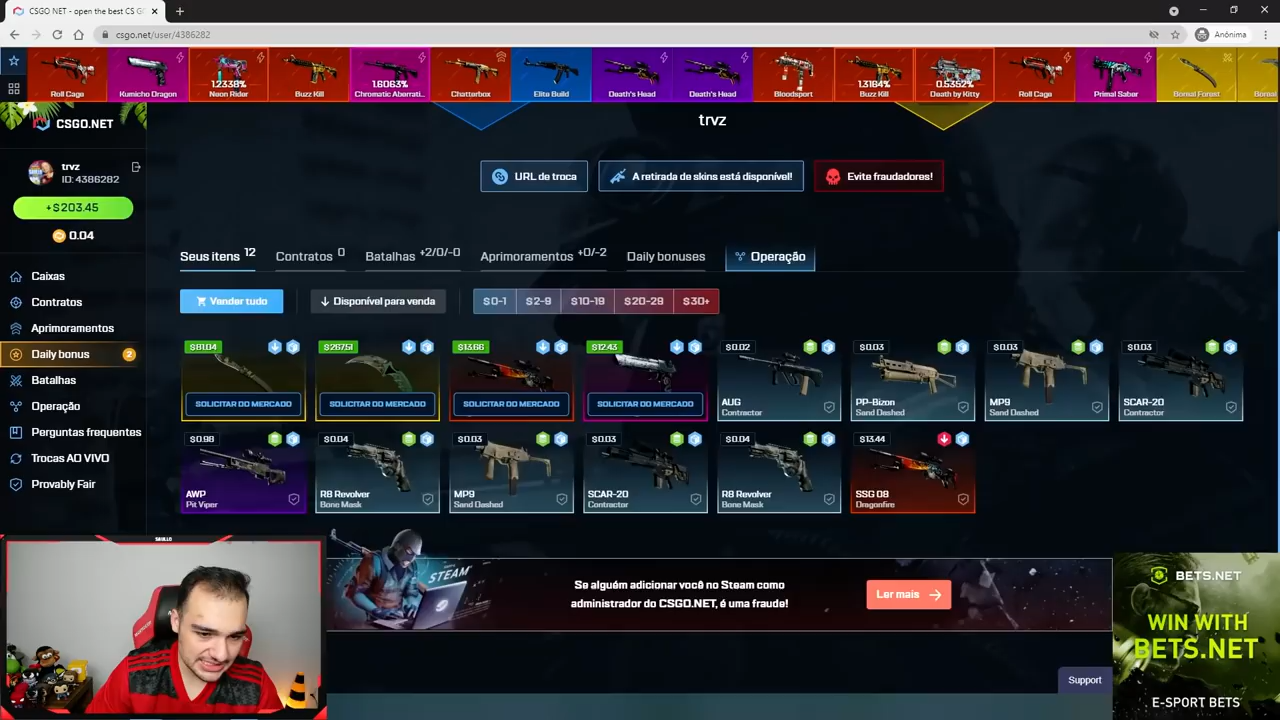 CSGO NET - open the best CS G
csgo.net/user/4386282
Anónima
Roll Cage
Kumicho Dragon
1.2338%
Neon Rider
Buzz Kill
1.6063%
Chromatic Aberrati...
Chatterbox
Elite Build
Death's Head
Death's Head
Bloodsport
1.3164%
Buzz Kill
0.5352%
Death by Kitty
Roll Cage
Primal Saber
Boreal Forest
CSGO.NET
trvz
trvz
ID: 4386282
+$203.45
0.04
URL de troca
A retirada de skins está disponível!
Evite fraudadores!
Seus itens 12
Contratos 0
Batalhas +2/0/-0
Aprimoramentos +0/-2
Daily bonuses
Operação
Vender tudo
Disponível para venda
$0-1
$2-9
$10-19
$20-29
$30+
Caixas
Contratos
Aprimoramentos
Daily bonus 2
Batalhas
Operação
Perguntas frequentes
Trocas AO VIVO
Provably Fair
$81.04
SOLICITAR DO MERCADO
$267.51
SOLICITAR DO MERCADO
$13.66
SOLICITAR DO MERCADO
$12.43
SOLICITAR DO MERCADO
$0.02
AUG
Contractor
$0.03
PP-Bizon
Sand Dashed
$0.03
MP9
Sand Dashed
$0.03
SCAR-20
Contractor
$0.98
AWP
Pit Viper
$0.04
R8 Revolver
Bone Mask
$0.03
MP9
Sand Dashed
$0.03
SCAR-20
Contractor
$0.04
R8 Revolver
Bone Mask
$13.44
SSG 08
Dragonfire
SAULLO
STEAM
Se alguém adicionar você no Steam como
administrador do CSGO.NET, é uma fraude!
Ler mais
BETS.NET
WIN WITH
BETS.NET
E-SPORT BETS
Support